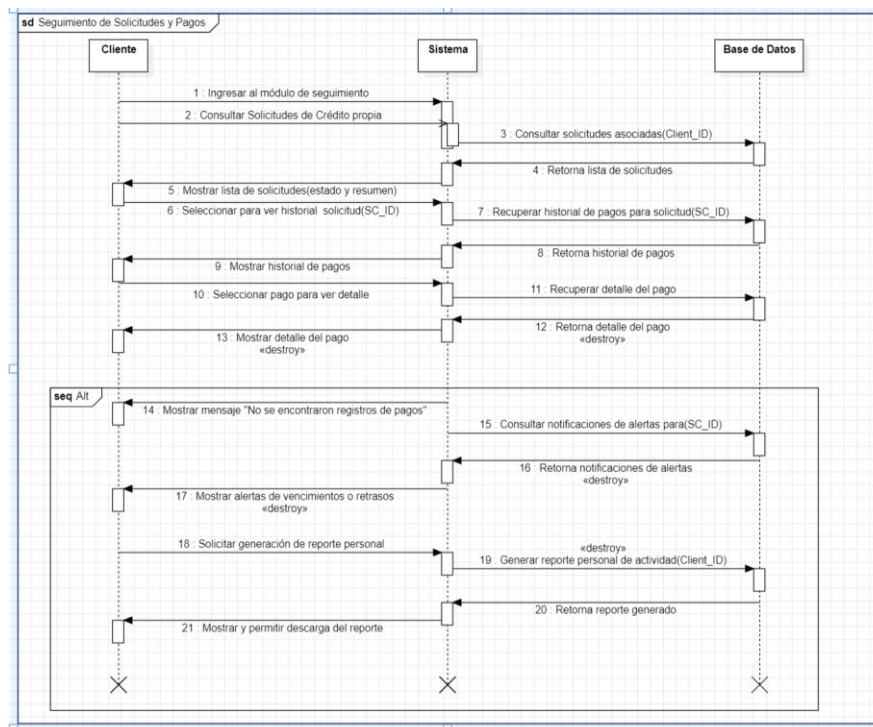 sd Seguimiento de Solicitudes y Pagos
Cliente
Sistema
Base de Datos
1 : Ingresar al módulo de seguimiento
2 : Consultar Solicitudes de Crédito propia
3 : Consultar solicitudes asociadas(Client_ID)
4 : Retorna lista de solicitudes
5 : Mostrar lista de solicitudes(estado y resumen)
6 : Seleccionar para ver historial solicitud(SC_ID)
7 : Recuperar historial de pagos para solicitud(SC_ID)
8 : Retorna historial de pagos
9 : Mostrar historial de pagos
10 : Seleccionar pago para ver detalle
11 : Recuperar detalle del pago
12 : Retorna detalle del pago
«destroy»
13 : Mostrar detalle del pago
«destroy»
seq Alt
14 : Mostrar mensaje "No se encontraron registros de pagos"
15 : Consultar notificaciones de alertas para(SC_ID)
16 : Retorna notificaciones de alertas
«destroy»
17 : Mostrar alertas de vencimientos o retrasos
«destroy»
18 : Solicitar generación de reporte personal
«destroy»
19 : Generar reporte personal de actividad(Client_ID)
20 : Retorna reporte generado
21 : Mostrar y permitir descarga del reporte